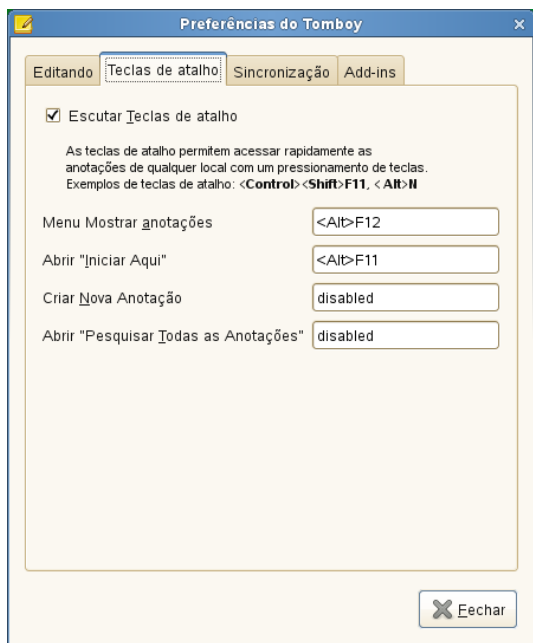 Preferências do Tomboy
Editando Teclas de atalho Sincronização Add-ins
Escutar Teclas de atalho
As teclas de atalho permitem acessar rapidamente as
anotações de qualquer local com um pressionamento de teclas.
Exemplos de teclas de atalho: <Control><Shift>F11, <Alt>N
Menu Mostrar anotações <Alt>F12
Abrir "Iniciar Aqui" <Alt>F11
Criar Nova Anotação disabled
Abrir "Pesquisar Todas as Anotações" disabled
Fechar